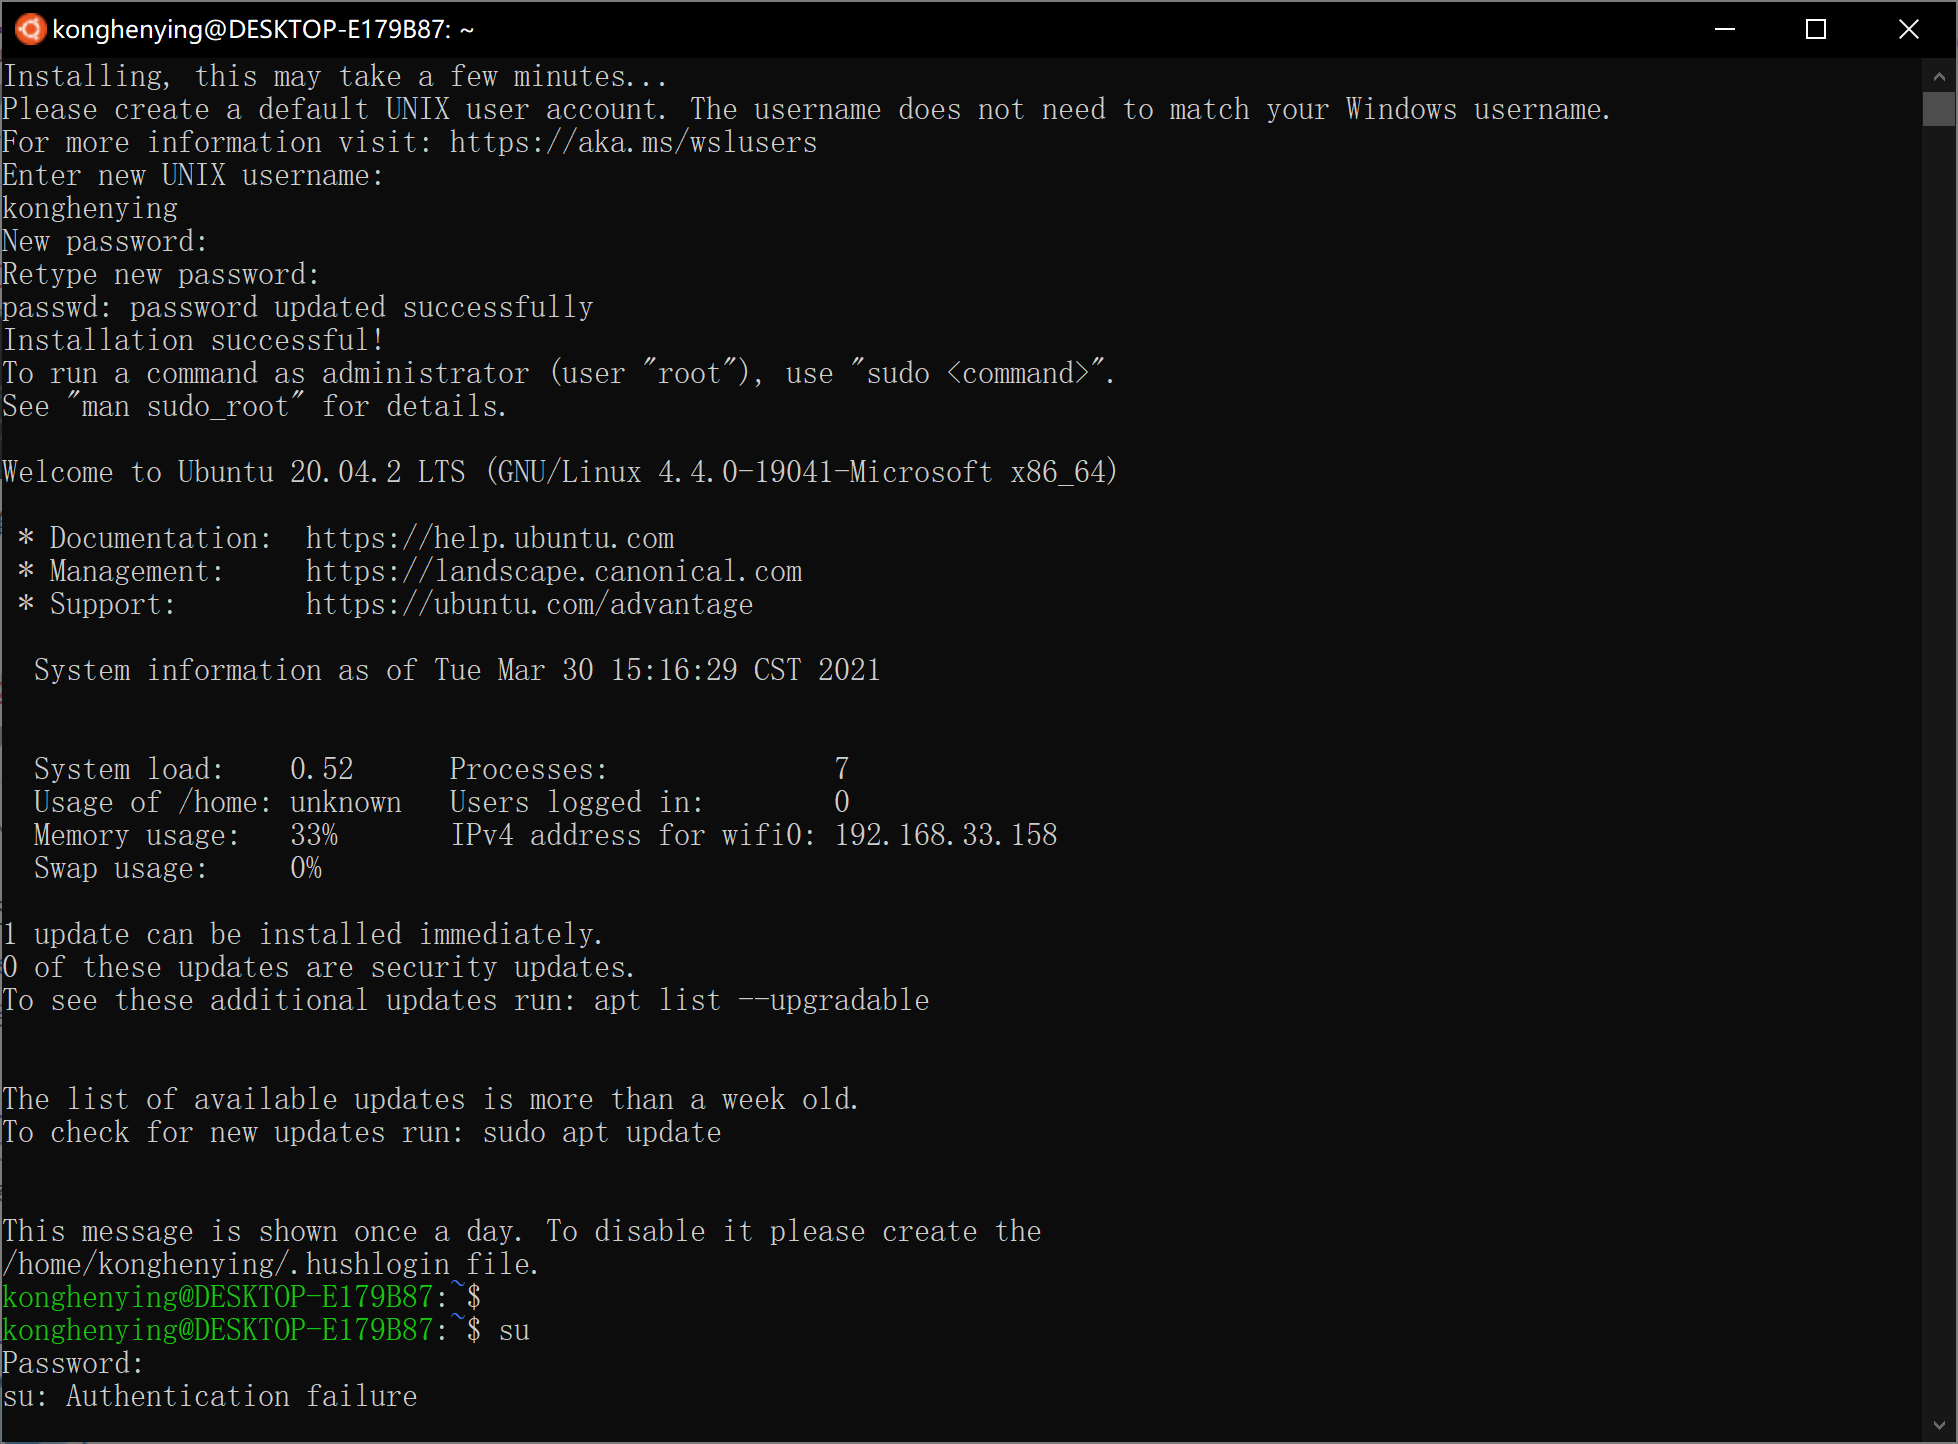 konghenying@DESKTOP-E179B87: ~
Installing, this may take a few minutes...
Please create a default UNIX user account. The username does not need to match your Windows username.
For more information visit: https://aka.ms/wslusers
Enter new UNIX username:
konghenying
New password:
Retype new password:
passwd: password updated successfully
Installation successful!
To run a command as administrator (user "root"), use "sudo <command>".
See "man sudo_root" for details.
Welcome to Ubuntu 20.04.2 LTS (GNU/Linux 4.4.0-19041-Microsoft x86_64)
* Documentation:  https://help.ubuntu.com
* Management:     https://landscape.canonical.com
* Support:        https://ubuntu.com/advantage
System information as of Tue Mar 30 15:16:29 CST 2021
System load:    0.52      Processes:              7
Usage of /home: unknown   Users logged in:        0
Memory usage:   33%       IPv4 address for wifi0: 192.168.33.158
Swap usage:     0%
1 update can be installed immediately.
0 of these updates are security updates.
To see these additional updates run: apt list --upgradable
The list of available updates is more than a week old.
To check for new updates run: sudo apt update
This message is shown once a day. To disable it please create the
/home/konghenying/.hushlogin file.
konghenying@DESKTOP-E179B87:~$
konghenying@DESKTOP-E179B87:~$ su
Password:
su: Authentication failure